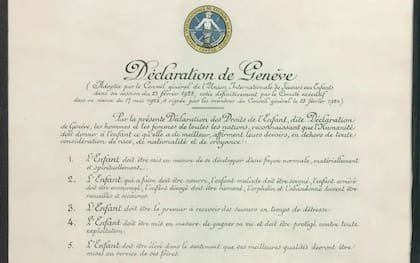 Déclaration de Genève
(Adoptée par le Conseil général de l'Union Internationale de Secours aux Enfants
dans sa session du 23 février 1923, votée définitivement par le Comité exécutif
dans sa séance du 17 mai 1923, et signée par les membres du Conseil général le 23 février 1924)
Par la présente Déclaration des Droits de l'Enfant, dite Déclaration
de Genève, les hommes et les femmes de toutes les nations, reconnaissant que l'Humanité
doit donner à l'enfant ce qu'elle a de meilleur, affirment leurs devoirs, en dehors de toute
considération de race, de nationalité et de croyance:
1. L'Enfant doit être mis en mesure de se développer d'une façon normale, matériellement
et spirituellement.
2. L'Enfant qui a faim doit être nourri, l'enfant malade doit être soigné, l'enfant arriéré doit
être encouragé, l'enfant dévoyé doit être ramené, l'orphelin et l'abandonné doivent être
recueillis et secourus.
3. L'Enfant doit être le premier à recevoir des secours en temps de détresse.
4. L'Enfant doit être mis en mesure de gagner sa vie et doit être protégé contre toute
exploitation.
5. L'Enfant doit être élevé dans le sentiment que ses meilleures qualités devront être
mises au service de ses frères.